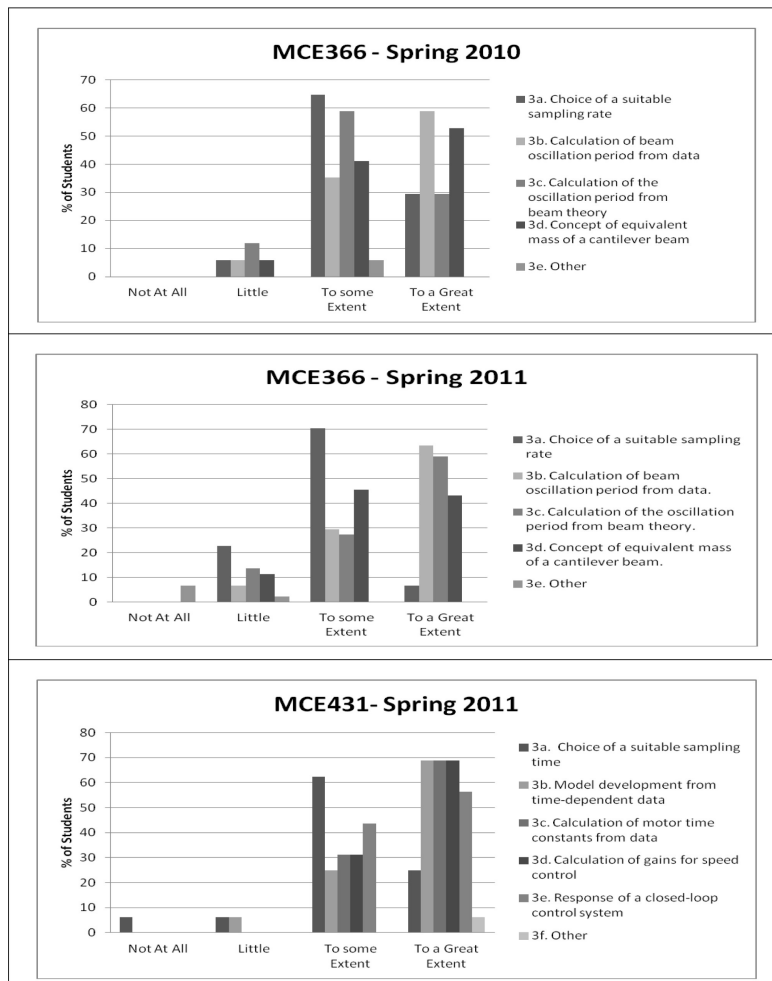 MCE366 - Spring 2010
% of Students
70
60
50
40
30
20
10
0
Not At All
Little
To some
Extent
To a Great
Extent
3a. Choice of a suitable
sampling rate
3b. Calculation of beam
oscillation period from data
3c. Calculation of the
oscillation period from
beam theory
3d. Concept of equivalent
mass of a cantilever beam
3e. Other
MCE366 - Spring 2011
% of Students
80
70
60
50
40
30
20
10
0
Not At All
Little
To some
Extent
To a Great
Extent
3a. Choice of a suitable sampling
rate
3b. Calculation of beam
oscillation period from data.
3c. Calculation of the oscillation
period from beam theory.
3d. Concept of equivalent mass
of a cantilever beam.
3e. Other
MCE431- Spring 2011
% of Students
80
70
60
50
40
30
20
10
0
Not At All
Little
To some
Extent
To a Great
Extent
3a. Choice of a suitable sampling
time
3b. Model development from
time-dependent data
3c. Calculation of motor time
constants from data
3d. Calculation of gains for speed
control
3e. Response of a closed-loop
control system
3f. Other